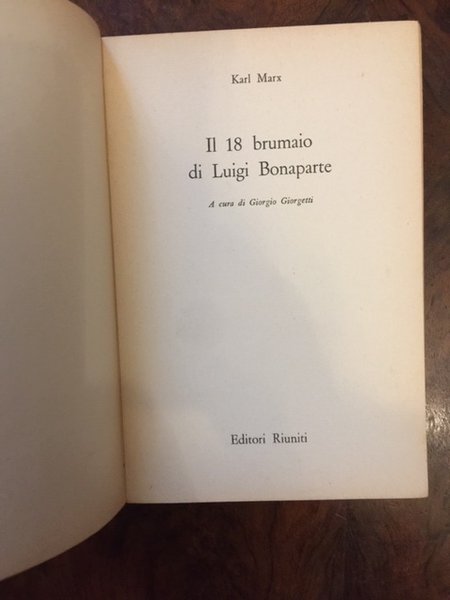 Karl Marx
Il 18 brumaio
di Luigi Bonaparte
A cura di Giorgio Giorgetti
Editori Riuniti